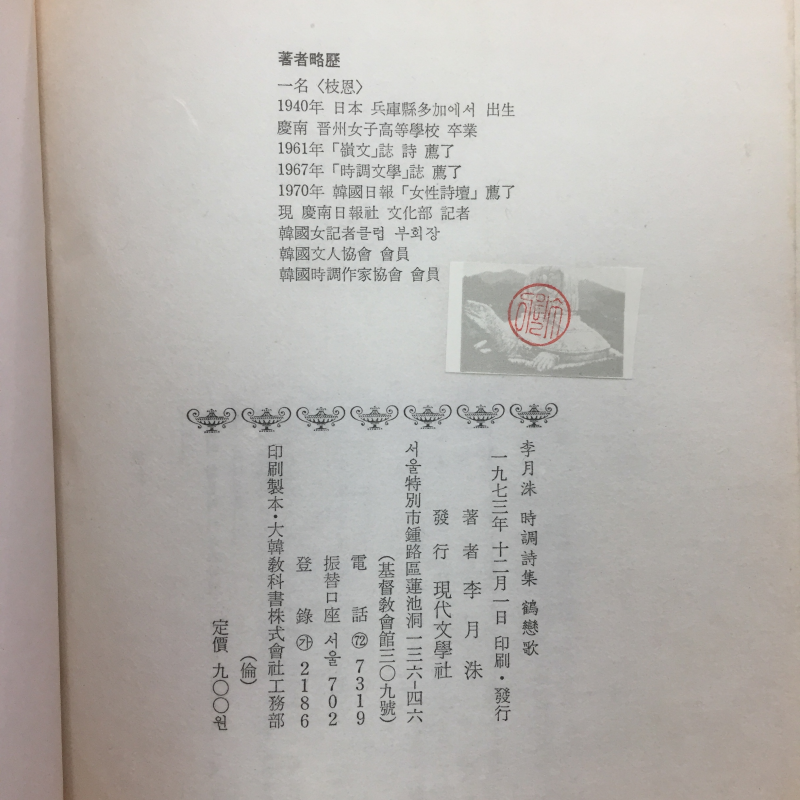 著者略歷
一名〈枝恩〉
1940年 日本 兵庫縣多加에서 出生
慶南 晋州女子高等學校 卒業
1961年「嶺文」誌 詩 薦了
1967年「時調文學」誌 薦了
1970年 韓國日報「女性詩壇」薦了
現 慶南日報社 文化部 記者
韓國女記者클럽 부회장
韓國文人協會 會員
韓國時調作家協會 會員
李月洙 時調詩集 鶴戀歌
一九七三年 十二月一日 印刷·發行
著者 李月洙
發行 現代文學社
서울特別市鍾路區蓮池洞一三六-四六
(基督敎會館三○九號)
電話 ㊆ 7319
振替口座 서울 702
登錄 ㉮ 2186
印刷製本·大韓敎科書株式會社工務部
(倫)
定價 九○○원